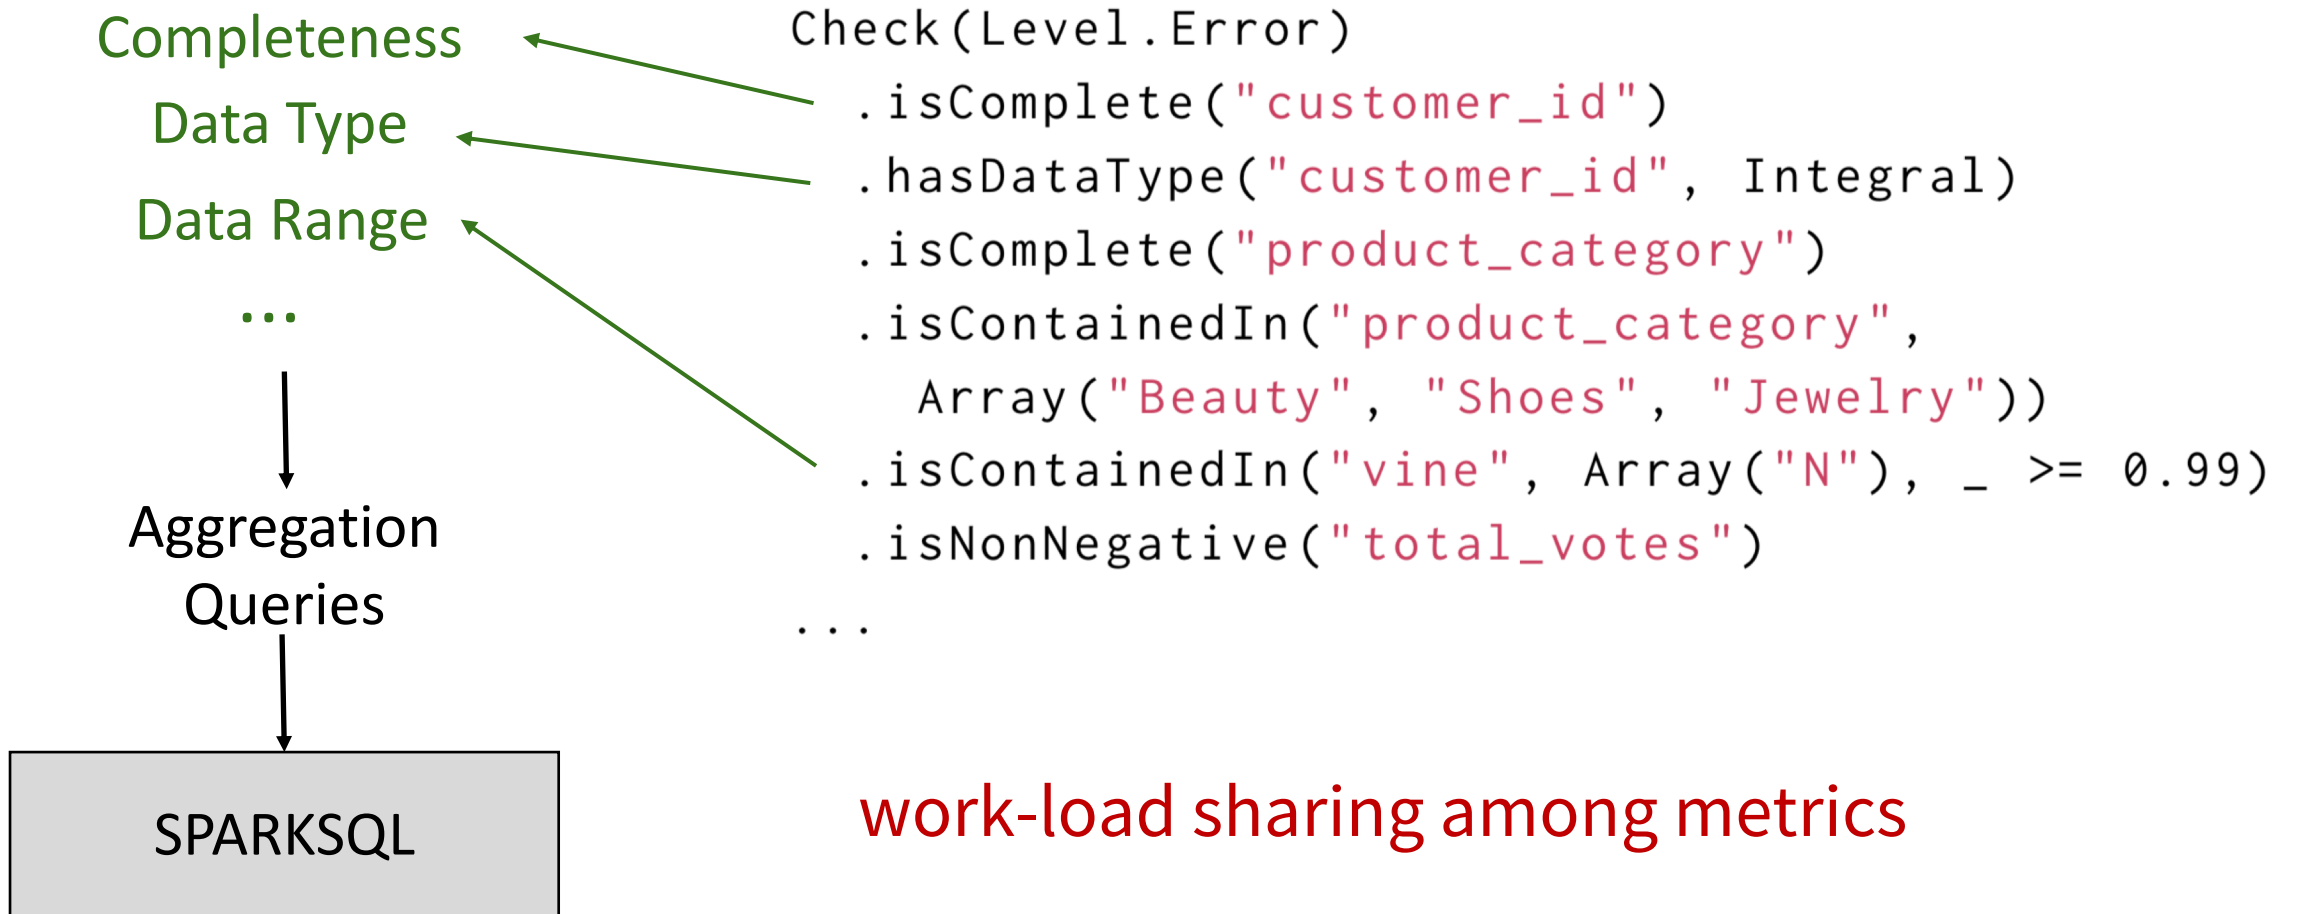 Completeness
Data Type
Data Range
...
Aggregation
Queries
SPARKSQL
Check(Level.Error)
.isComplete("customer_id")
.hasDataType("customer_id", Integral)
.isComplete("product_category")
.isContainedIn("product_category",
Array("Beauty", "Shoes", "Jewelry"))
.isContainedIn("vine", Array("N"), _ >= 0.99)
.isNonNegative("total_votes")
...
work-load sharing among metrics